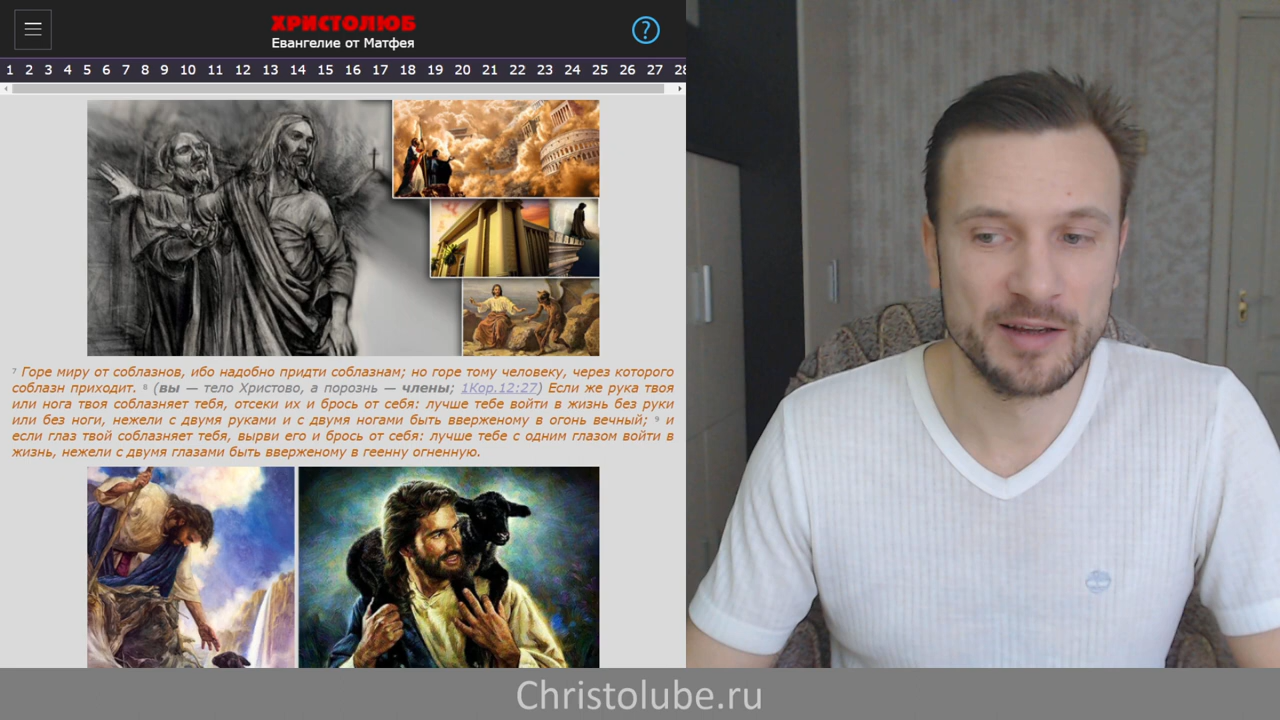 ХРИСТОЛЮБ
Евангелие от Матфея
?
1 2 3 4 5 6 7 8 9 10 11 12 13 14 15 16 17 18 19 20 21 22 23 24 25 26 27 28
7 Горе миру от соблазнов, ибо надобно придти соблазнам; но горе тому человеку, через которого
соблазн приходит. 8 (вы — тело Христово, а порознь — члены; 1Кор.12:27) Если же рука твоя
или нога твоя соблазняет тебя, отсеки их и брось от себя: лучше тебе войти в жизнь без руки
или без ноги, нежели с двумя руками и с двумя ногами быть вверженому в огонь вечный; 9 и
если глаз твой соблазняет тебя, вырви его и брось от себя: лучше тебе с одним глазом войти в
жизнь, нежели с двумя глазами быть вверженому в геенну огненную.
Christolube.ru